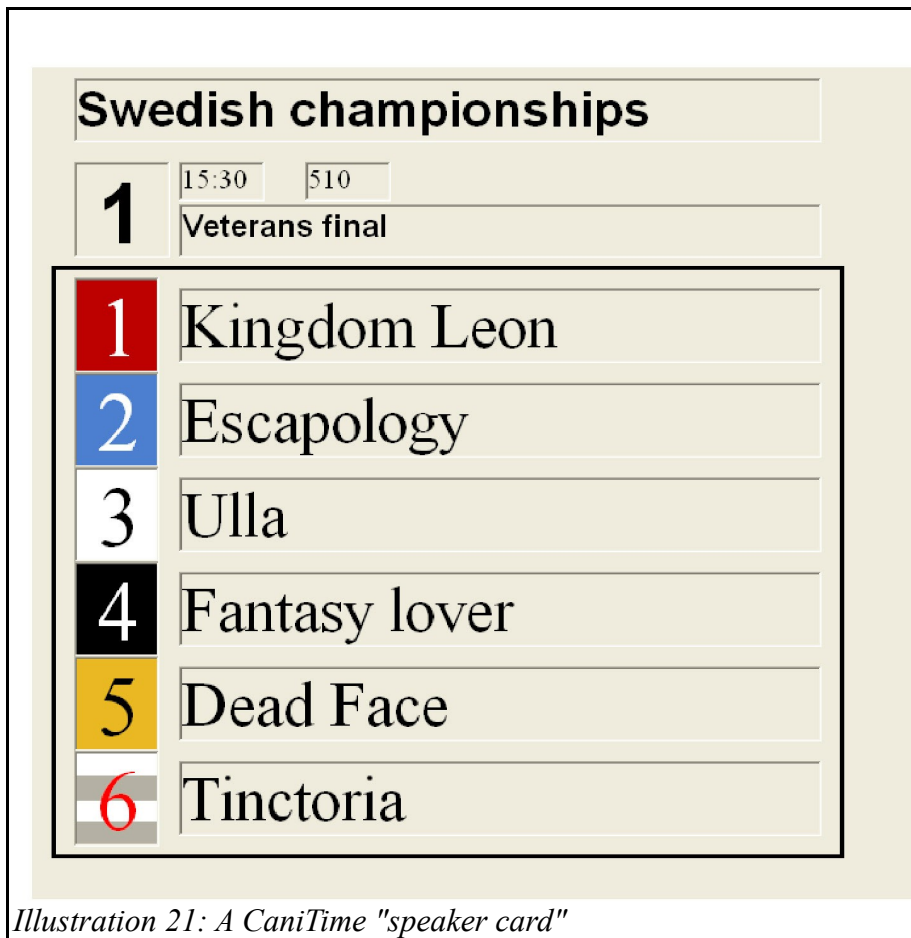 Swedish championships
1 15:30 510
Veterans final
1 Kingdom Leon
2 Escapology
3 Ulla
4 Fantasy lover
5 Dead Face
6 Tinctoria
Illustration 21: A CaniTime "speaker card"